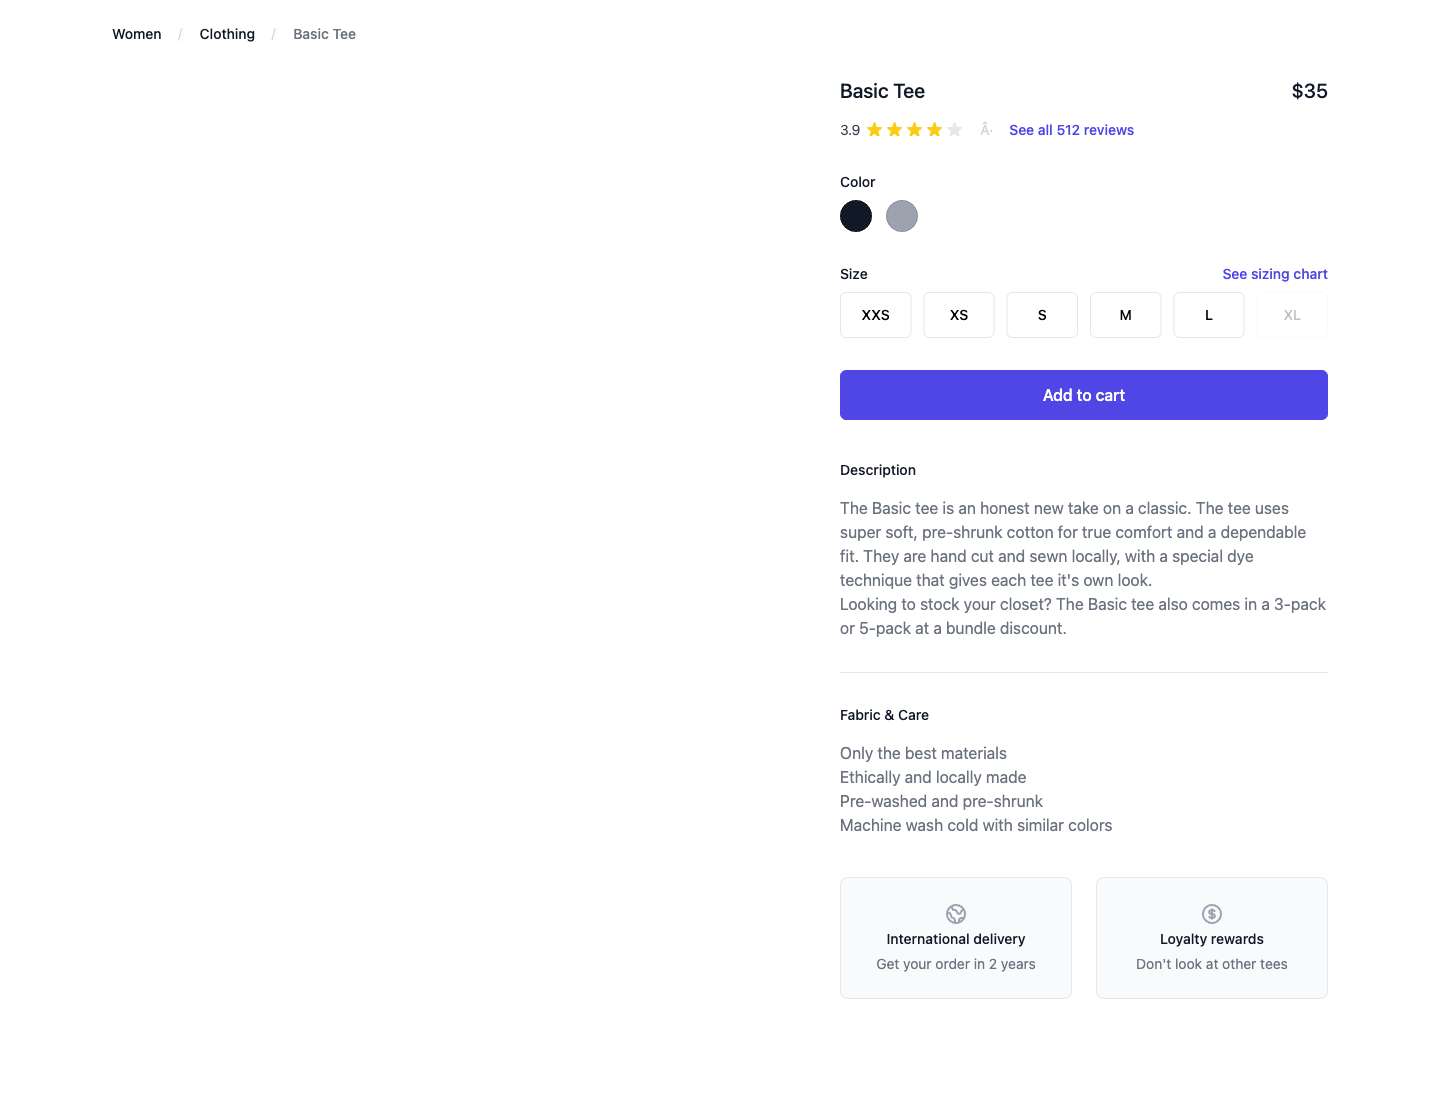 Women / Clothing / Basic Tee
Basic Tee
$35
3.9
Â·
See all 512 reviews
Color
Size
See sizing chart
XXS
XS
S
M
L
XL
Add to cart
Description
The Basic tee is an honest new take on a classic. The tee uses
super soft, pre-shrunk cotton for true comfort and a dependable
fit. They are hand cut and sewn locally, with a special dye
technique that gives each tee it's own look.
Looking to stock your closet? The Basic tee also comes in a 3-pack
or 5-pack at a bundle discount.
Fabric & Care
Only the best materials
Ethically and locally made
Pre-washed and pre-shrunk
Machine wash cold with similar colors
International delivery
Get your order in 2 years
Loyalty rewards
Don't look at other tees